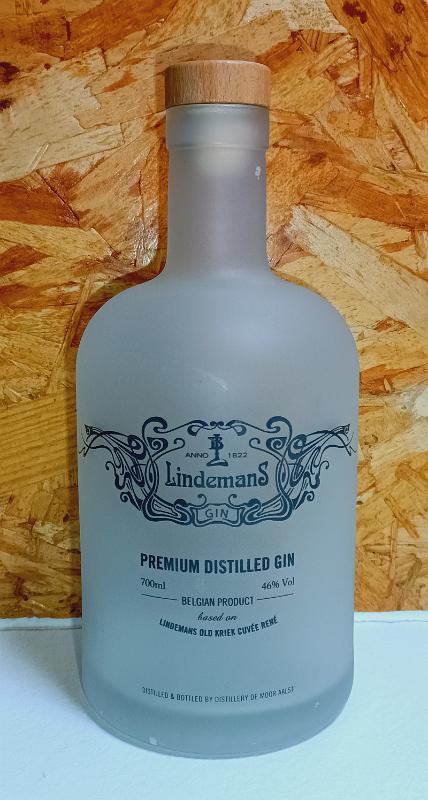 ANNO 1822
LindemanS
GIN
PREMIUM DISTILLED GIN
700ml 46% Vol
BELGIAN PRODUCT
based on
LINDEMANS OLD KRIEK CUVÉE RENÉ
DISTILLED & BOTTLED BY DISTILLERY DE MOOR AALST